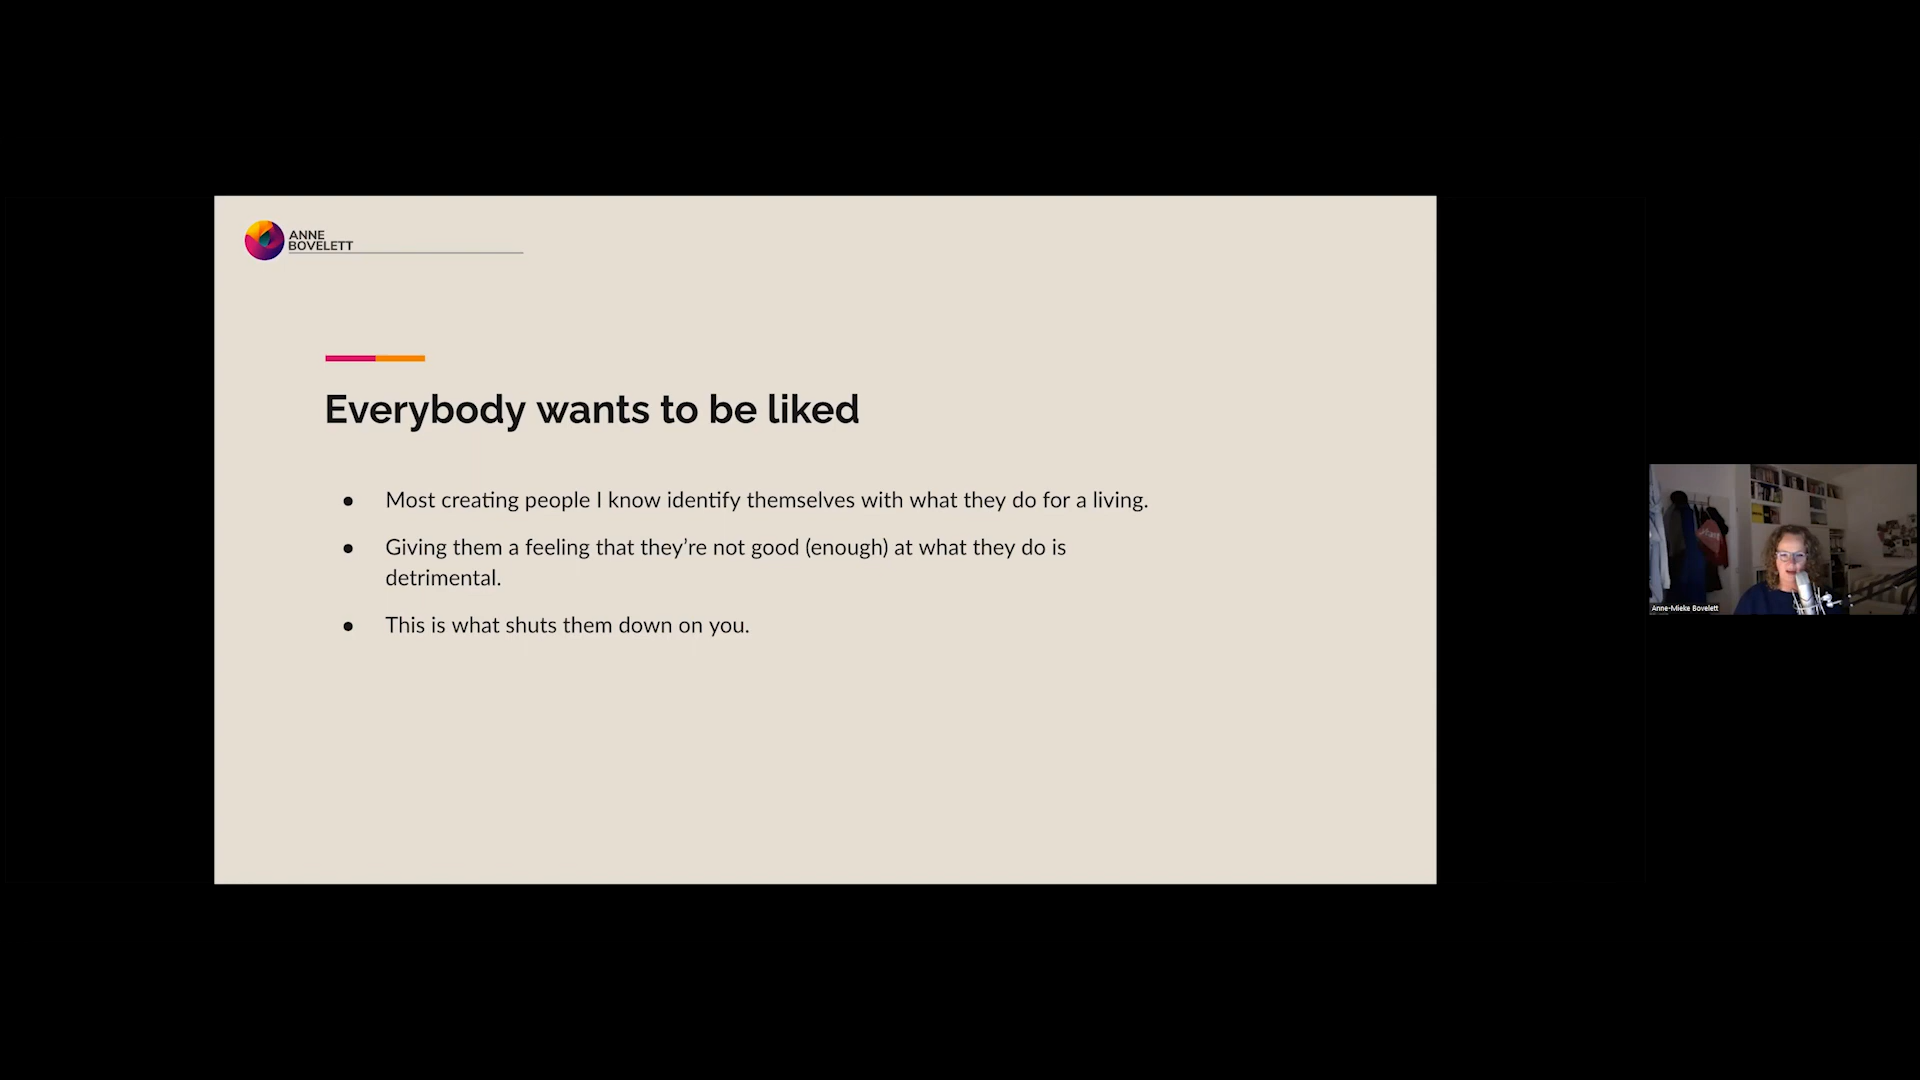 ANNE
BOVELETT
Everybody wants to be liked
● Most creating people I know identify themselves with what they do for a living.
● Giving them a feeling that they’re not good (enough) at what they do is
detrimental.
● This is what shuts them down on you.
Anne-Mieke Bovelett